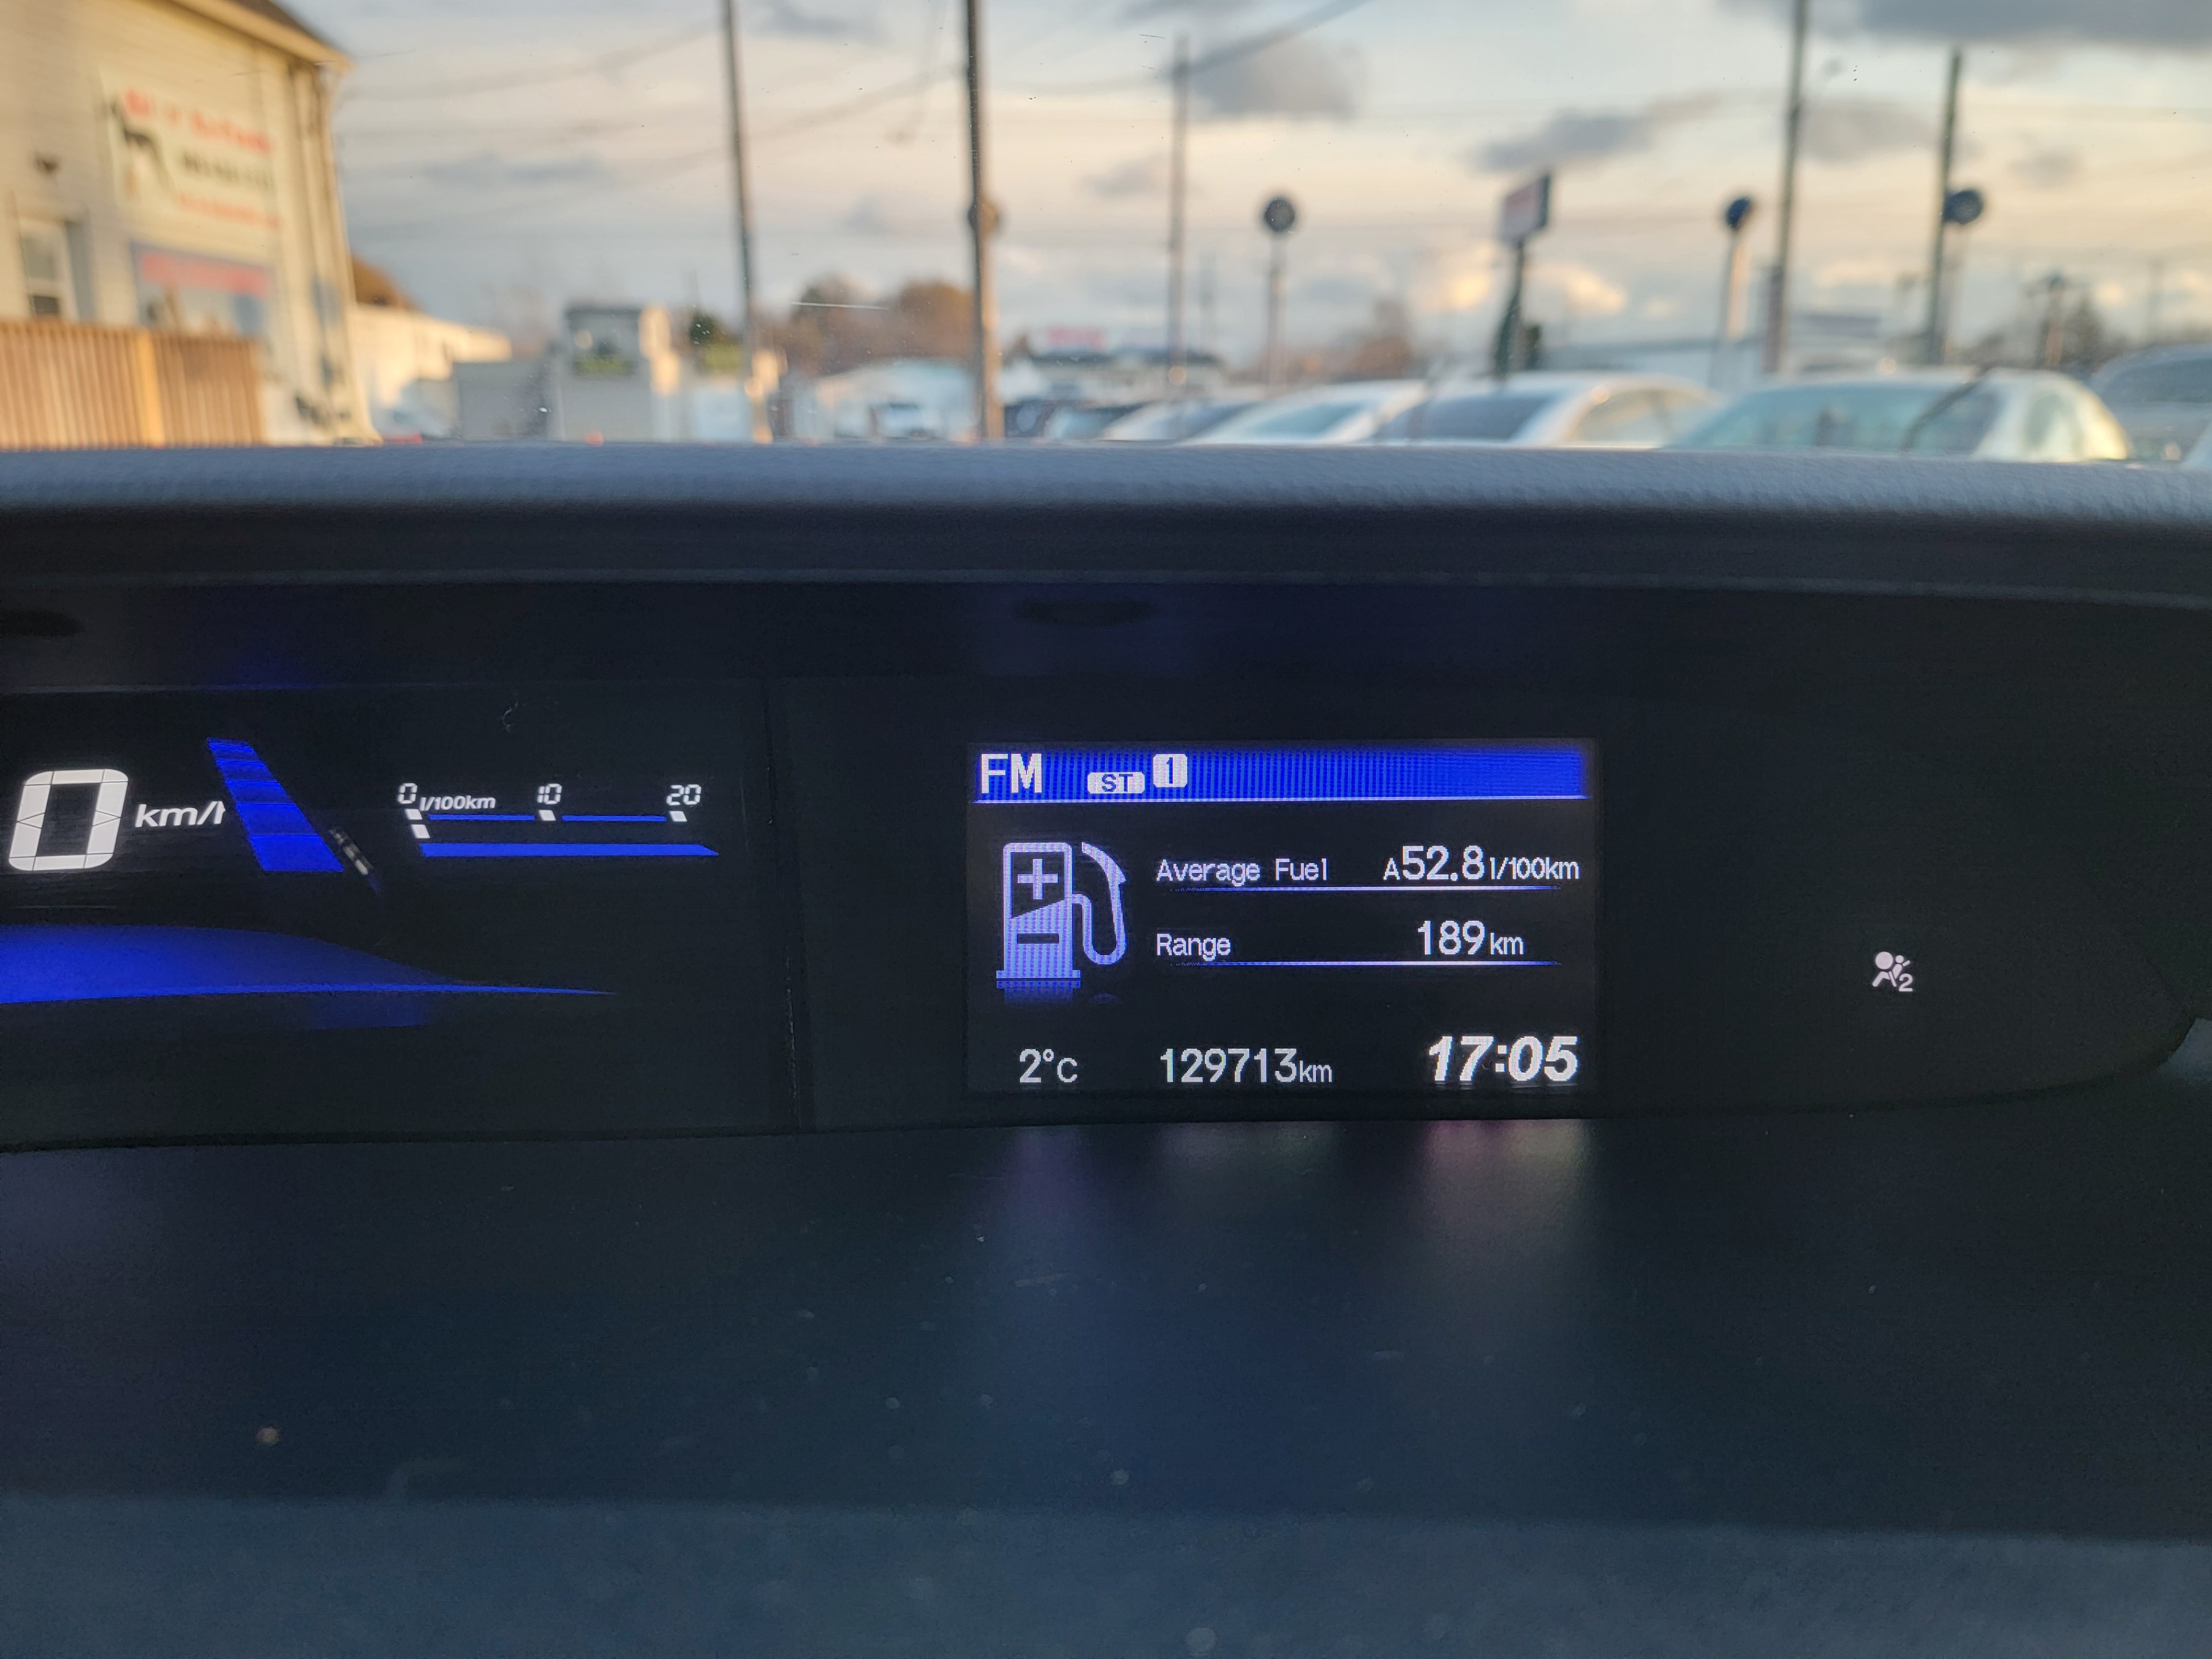 FM ST 1
0 km/h
0 l/100km 10 20
Average Fuel A52.8 l/100km
Range 189 km
2
2°C 129713km 17:05